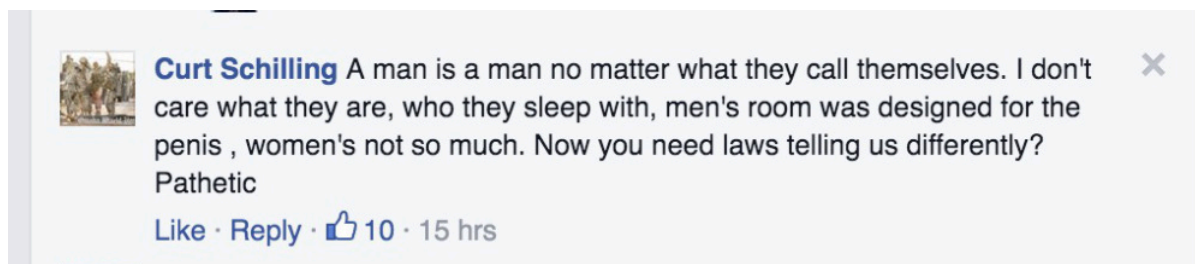 Curt Schilling A man is a man no matter what they call themselves. I don't
care what they are, who they sleep with, men's room was designed for the
penis , women's not so much. Now you need laws telling us differently?
Pathetic
Like · Reply · 10 · 15 hrs